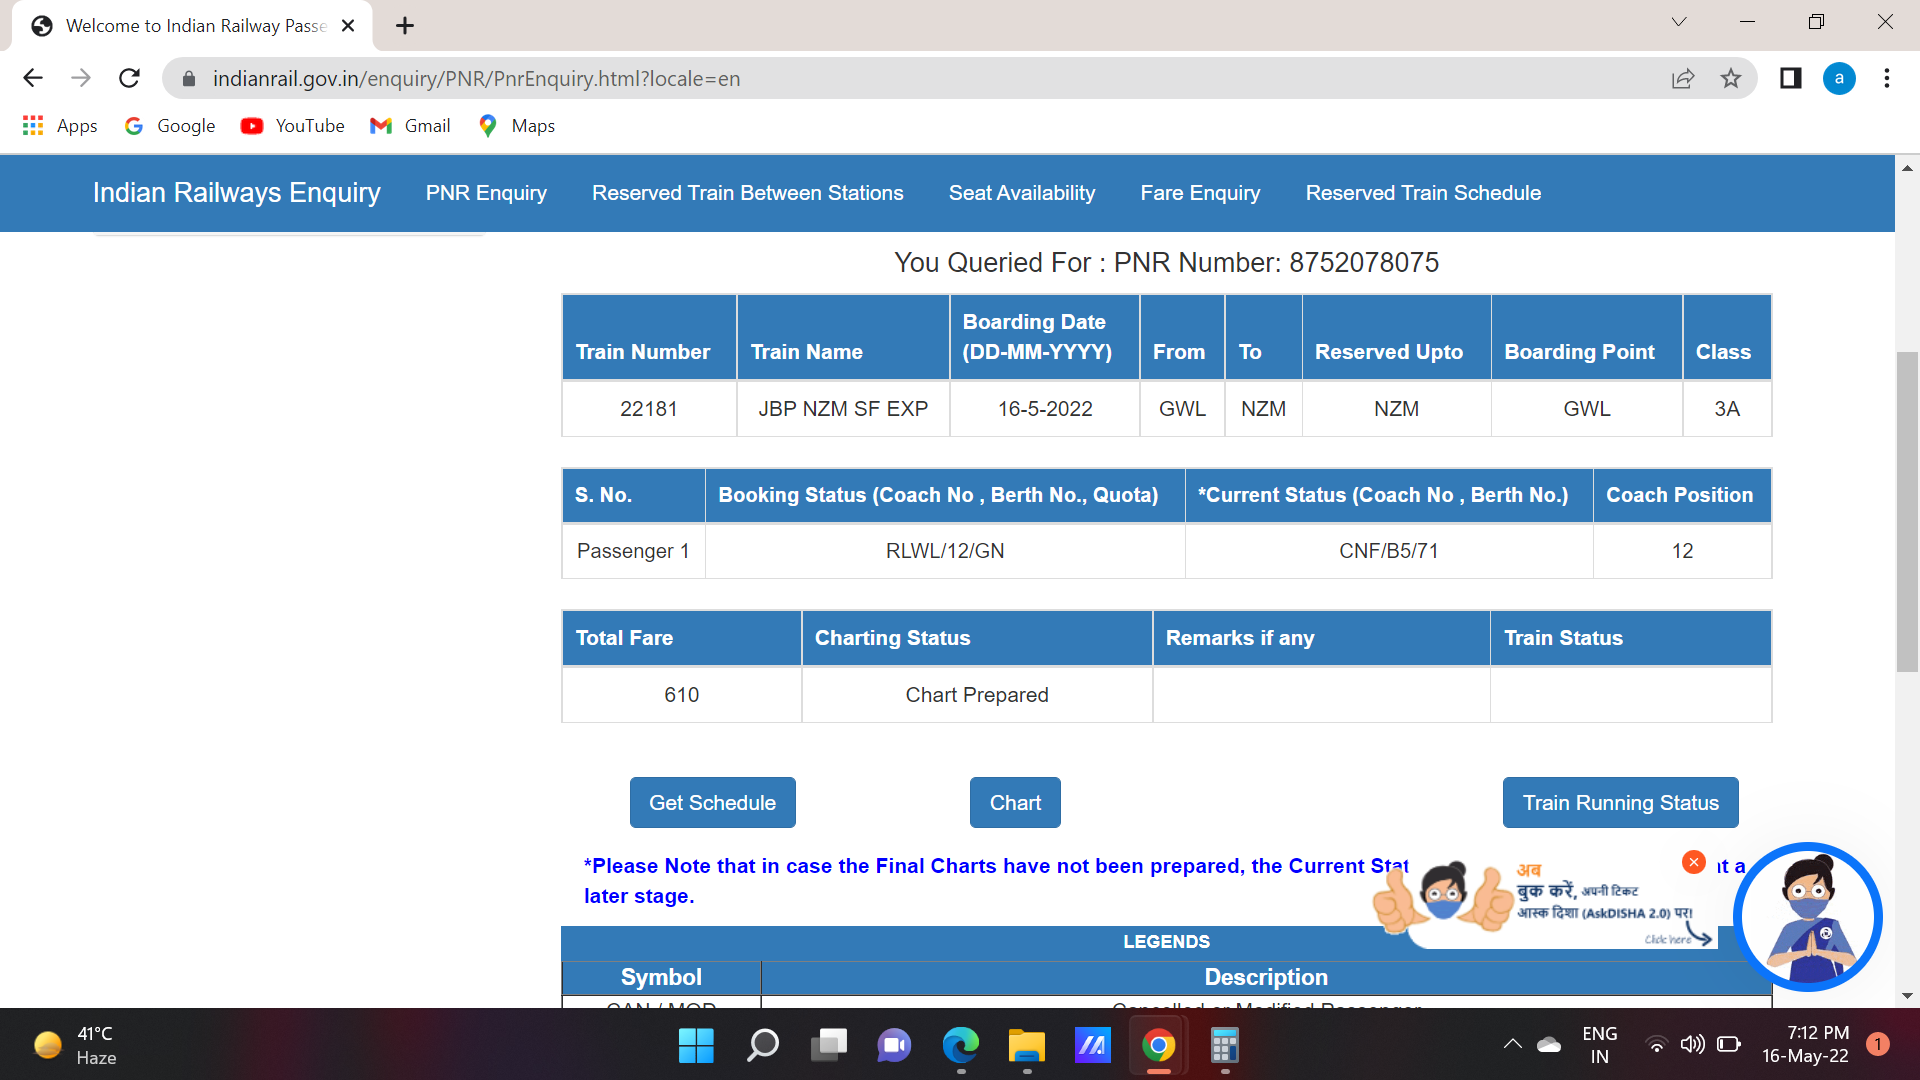 Welcome to Indian Railway Passe
indianrail.gov.in/enquiry/PNR/PnrEnquiry.html?locale=en
a
Apps Google YouTube Gmail Maps
Indian Railways Enquiry PNR Enquiry Reserved Train Between Stations Seat Availability Fare Enquiry Reserved Train Schedule
You Queried For : PNR Number: 8752078075
Train Number Train Name Boarding Date (DD-MM-YYYY) From To Reserved Upto Boarding Point Class
22181 JBP NZM SF EXP 16-5-2022 GWL NZM NZM GWL 3A
S. No. Booking Status (Coach No , Berth No., Quota) *Current Status (Coach No , Berth No.) Coach Position
Passenger 1 RLWL/12/GN CNF/B5/71 12
Total Fare Charting Status Remarks if any Train Status
610 Chart Prepared
Get Schedule Chart Train Running Status
*Please Note that in case the Final Charts have not been prepared, the Current Stat
a
later stage.
अब
बुक करें, अपनी टिकट
आस्क दिशा (AskDISHA 2.0) पर!
Click here
LEGENDS
Symbol Description
CAN / MOD Cancelled or Modified Passenger
41°C
Haze
ENG
IN
7:12 PM
16-May-22
1